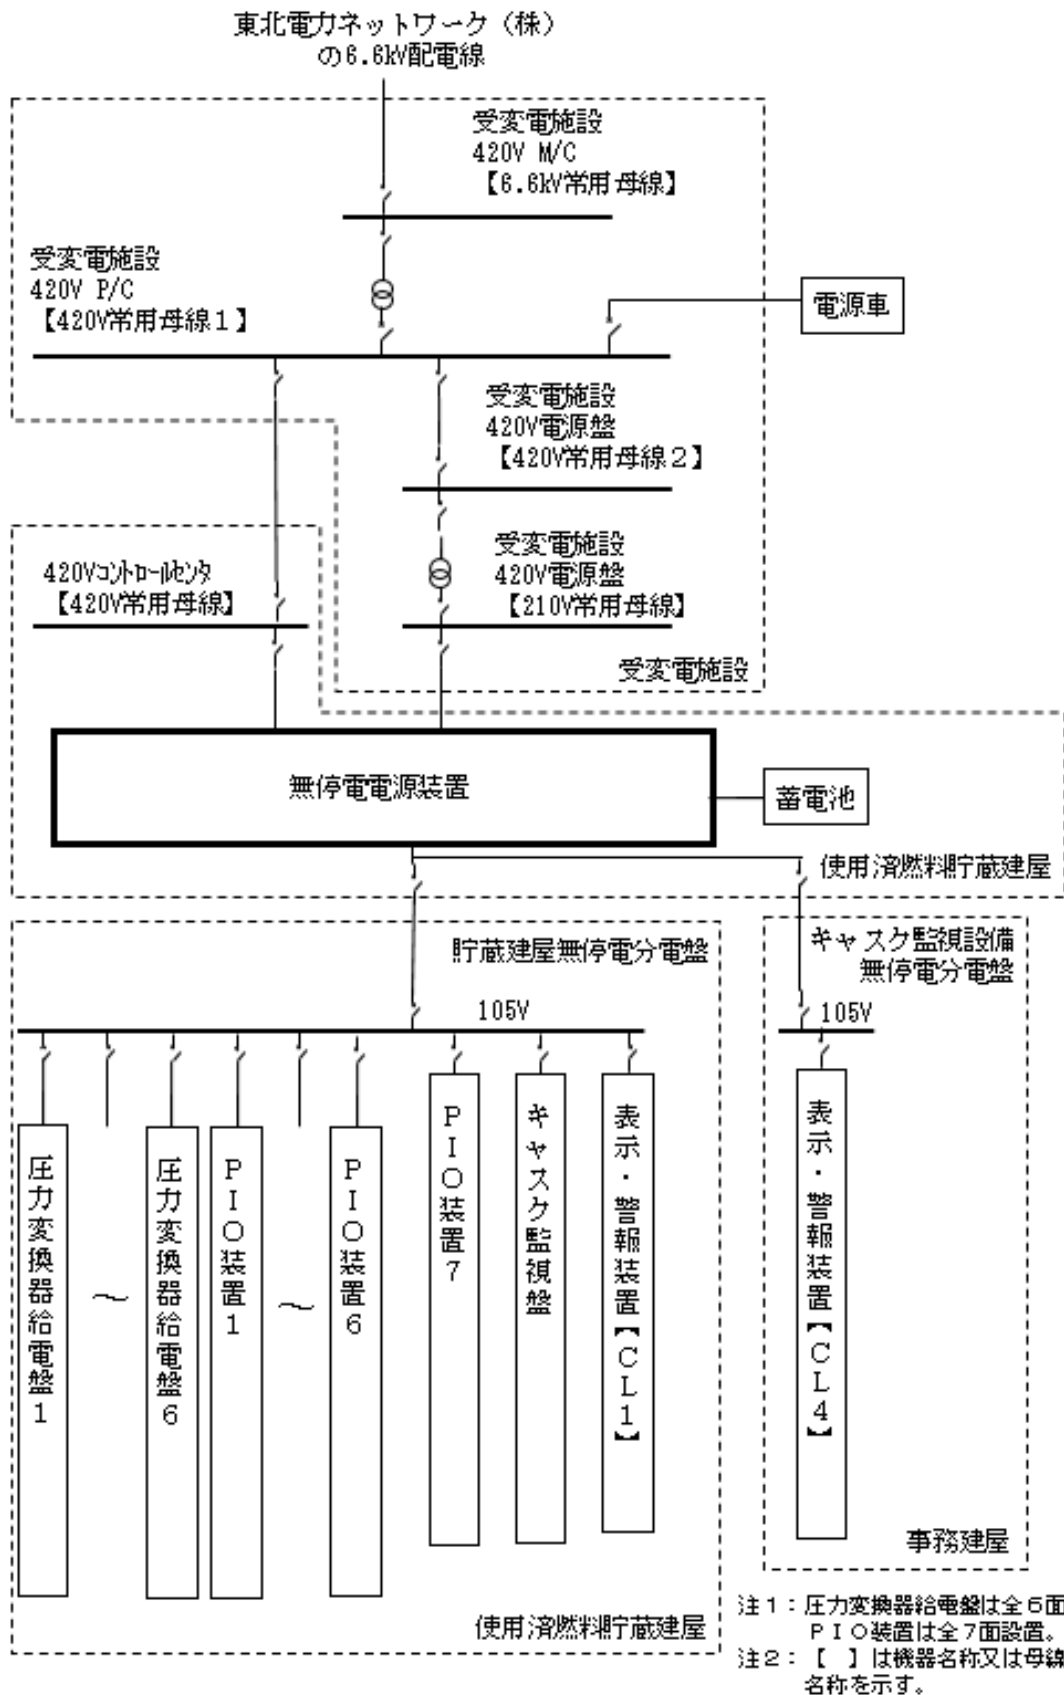 東北電力ネットワーク（株）
の6.6kV配電線
受変電施設
420V M/C
【6.6kV常用母線】
受変電施設
420V P/C
【420V常用母線１】
電源車
受変電施設
420V電源盤
【420V常用母線２】
受変電施設
420V電源盤
【210V常用母線】
420Vｺﾝﾄﾛｰﾙｾﾝﾀ
【420V常用母線】
受変電施設
無停電電源装置
蓄電池
使用済燃料貯蔵建屋
貯蔵建屋無停電分電盤
105V
キャスク監視設備
無停電分電盤
105V
圧力変換器給電盤１
～
圧力変換器給電盤６
ＰＩＯ装置１
～
ＰＩＯ装置６
ＰＩＯ装置７
キャスク監視盤
表示・警報装置【ＣＬ１】
表示・警報装置【ＣＬ４】
事務建屋
使用済燃料貯蔵建屋
注１：圧力変換器給電盤は全６面
ＰＩＯ装置は全７面設置。
注２：【　】は機器名称又は母線
名称を示す。